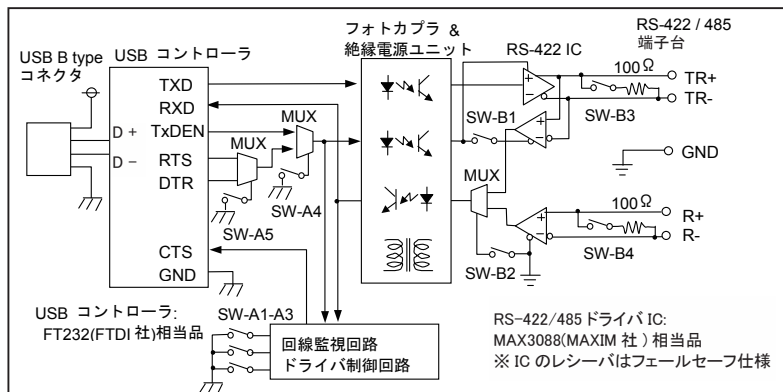 USB B type
コネクタ
USB コントローラ
フォトカプラ &
絶縁電源ユニット
RS-422 IC
RS-422 / 485
端子台
TXD
RXD
TxDEN
RTS
DTR
CTS
GND
D +
D −
MUX
MUX
SW-A4
SW-A5
SW-B1
100Ω
SW-B3
TR+
TR-
GND
MUX
SW-B2
100Ω
SW-B4
R+
R-
USB コントローラ:
FT232(FTDI 社)相当品
SW-A1-A3
回線監視回路
ドライバ制御回路
RS-422/485 ドライバ IC:
MAX3088(MAXIM 社) 相当品
※ IC のレシーバはフェールセーフ仕様